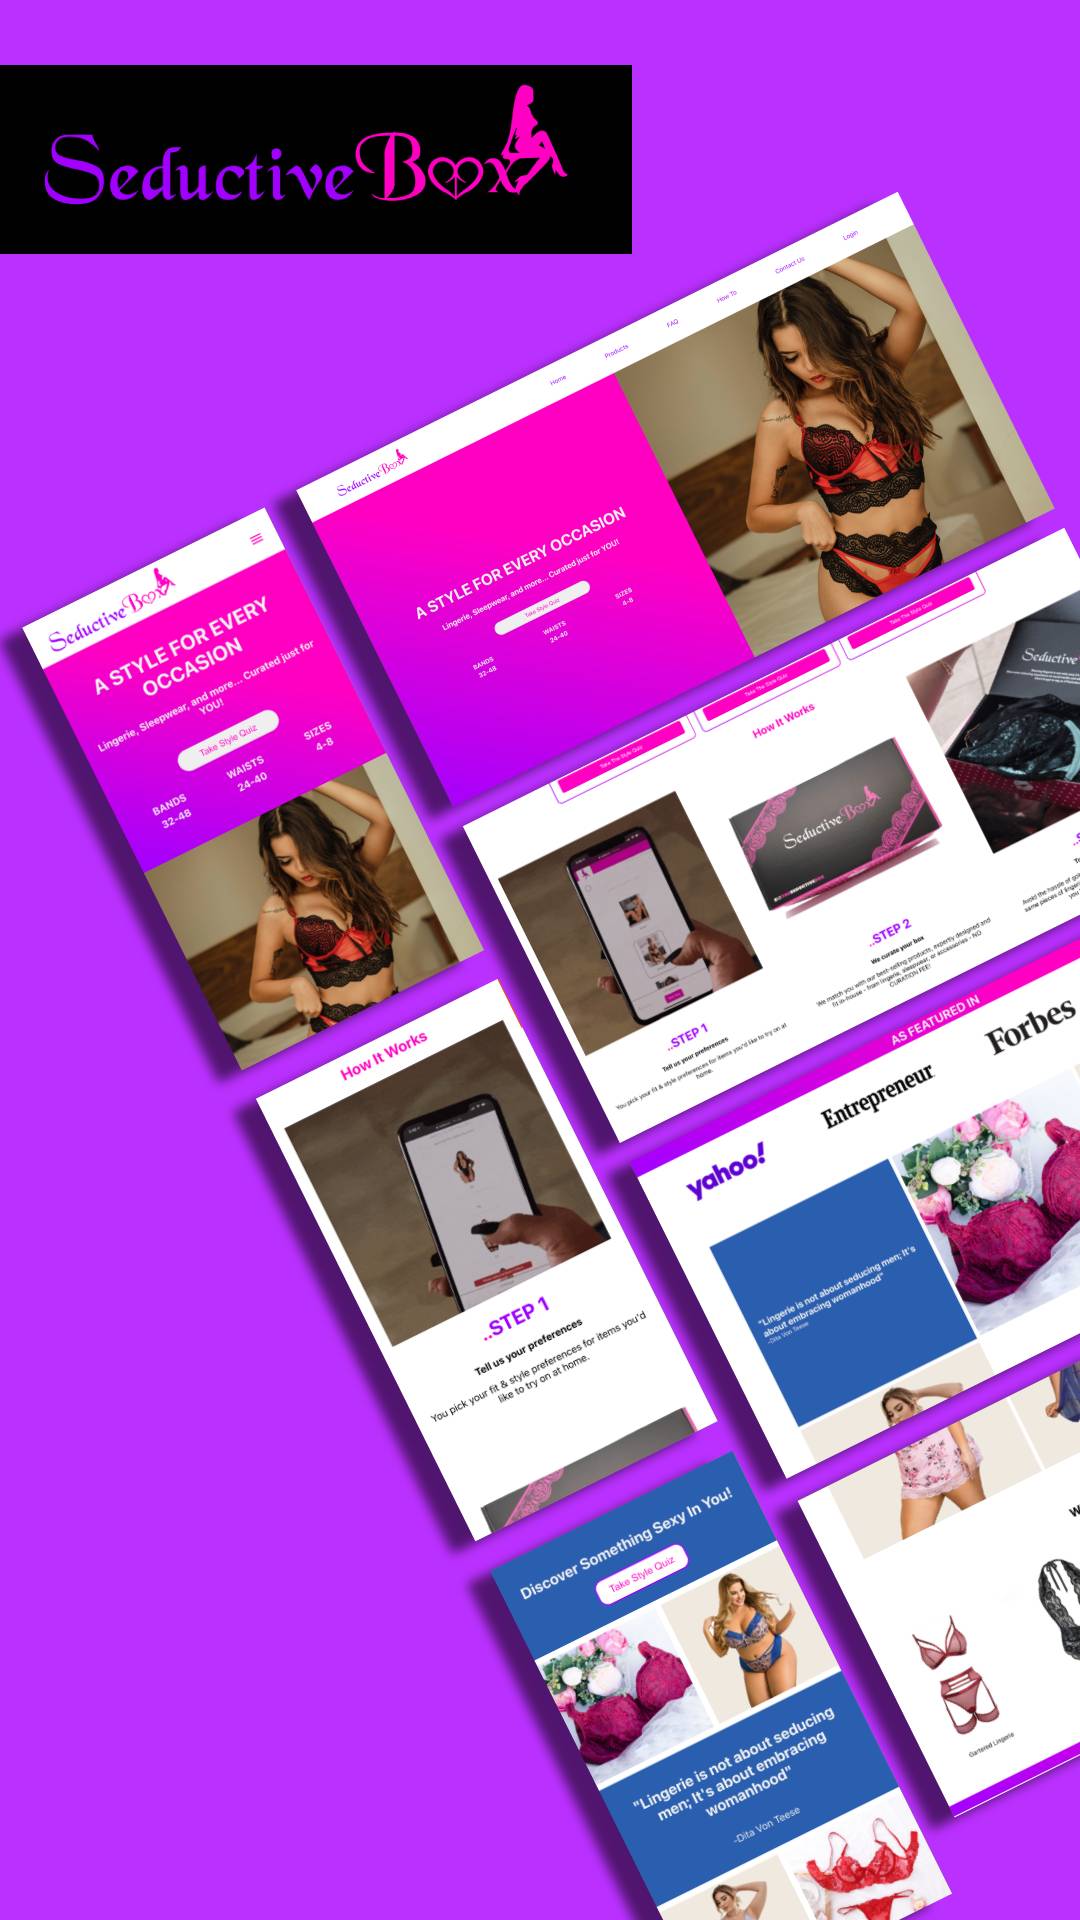 SeductiveBox
Home
Products
FAQ
How To
Contact Us
Login
SeductiveBox
A STYLE FOR EVERY OCCASION
Lingerie, Sleepwear, and more... Curated just for YOU!
Take Style Quiz
BANDS
32-48
WAISTS
24-40
SIZES
4-8
SeductiveBox
A STYLE FOR EVERY
OCCASION
Lingerie, Sleepwear, and more... Curated just for
YOU!
Take Style Quiz
BANDS
32-48
WAISTS
24-40
SIZES
4-8
Take The Style Quiz
Take The Style Quiz
Take The Style Quiz
How It Works
SeductiveBox
Seductive
..STEP 1
Tell us your preferences
You pick your fit & style preferences for items you'd like to try on at
home.
..STEP 2
We curate your box
We match you with our best-selling products, expertly designed and
fit in-house - from lingerie, sleepwear, or accessories - NO
CURATION FEE!
Avoid the hassle of
same pieces of
How It Works
..STEP 1
Tell us your preferences
You pick your fit & style preferences for items you'd
like to try on at home.
AS FEATURED IN
yahoo!
Entrepreneur
Forbes
"Lingerie is not about seducing men; It's
about embracing womanhood"
-Dita Von Teese
Discover Something Sexy In You!
Take Style Quiz
"Lingerie is not about seducing
men; It's about embracing
womanhood"
-Dita Von Teese
Gartered Lingerie